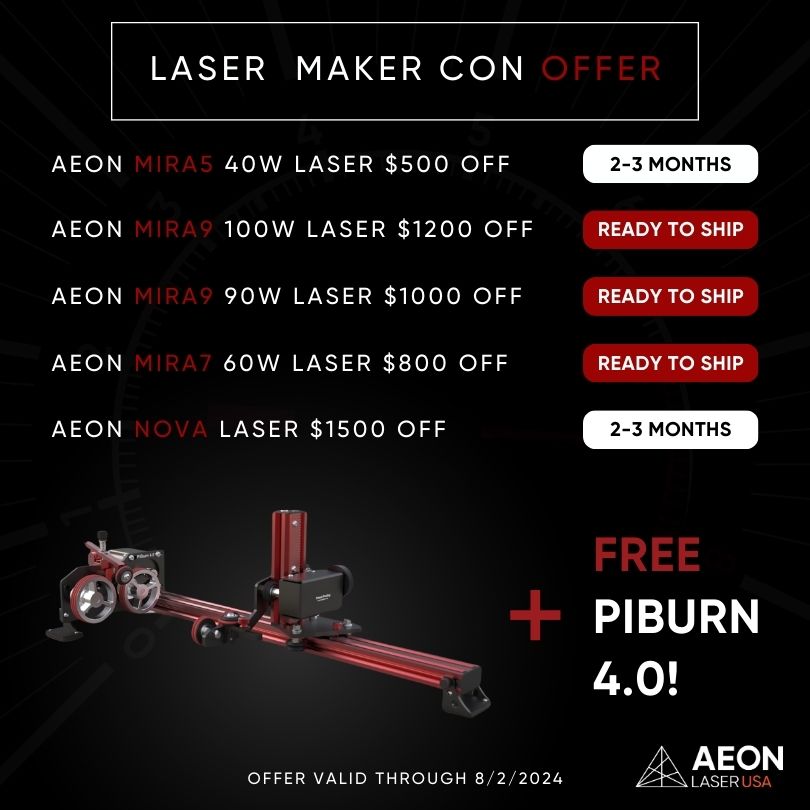 LASER MAKER CON OFFER
AEON MIRA5 40W LASER $500 OFF 2-3 MONTHS
AEON MIRA9 100W LASER $1200 OFF READY TO SHIP
AEON MIRA9 90W LASER $1000 OFF READY TO SHIP
AEON MIRA7 60W LASER $800 OFF READY TO SHIP
AEON NOVA LASER $1500 OFF 2-3 MONTHS
PiBurn 4.0
+ FREE
PIBURN
4.0!
OFFER VALID THROUGH 8/2/2024
AEON
LASER USA